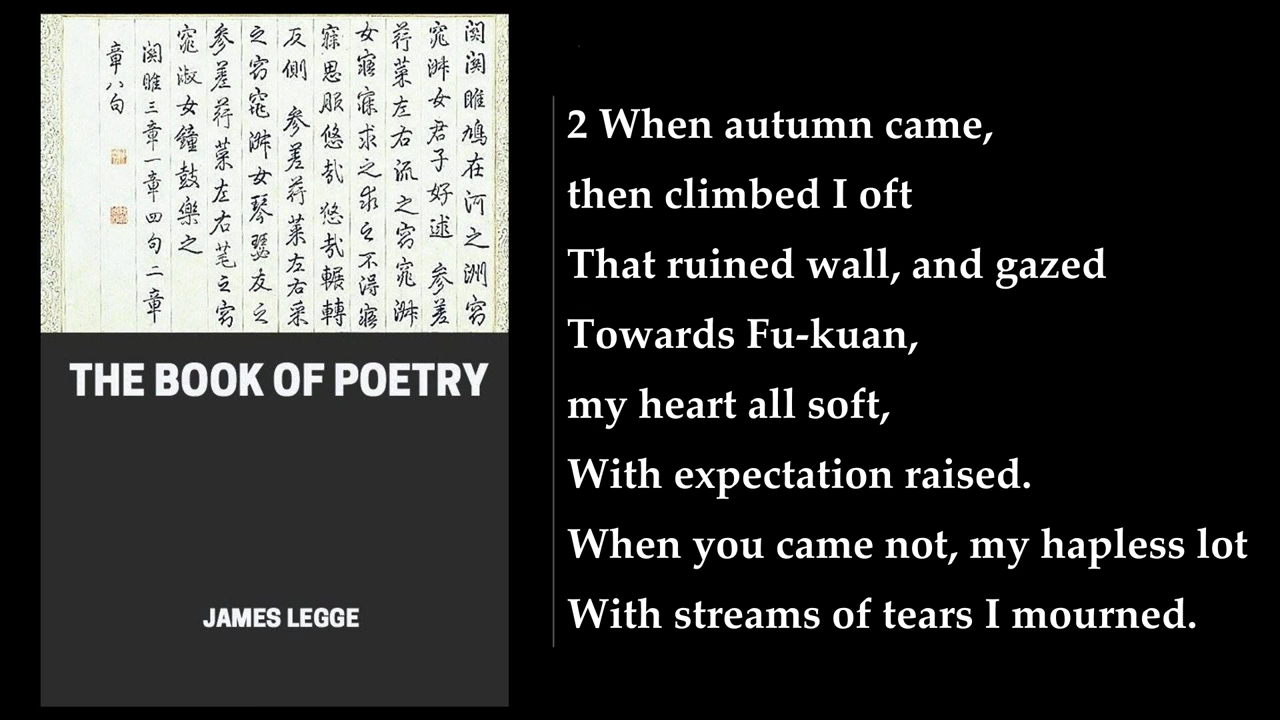 関関雎鳩在河之洲窈
窕淑女君子好逑 參差
荇菜左右流之窈窕淑
女寤寐求之求之不得寤
寐思服悠哉悠哉輾轉
反側 參差荇菜左右采
之窈窕淑女琴瑟友之
參差荇菜左右芼之窈
窕淑女鐘鼓樂之
関雎三章一章四句二章
章八句
THE BOOK OF POETRY
JAMES LEGGE
2 When autumn came,
then climbed I oft
That ruined wall, and gazed
Towards Fu-kuan,
my heart all soft,
With expectation raised.
When you came not, my hapless lot
With streams of tears I mourned.